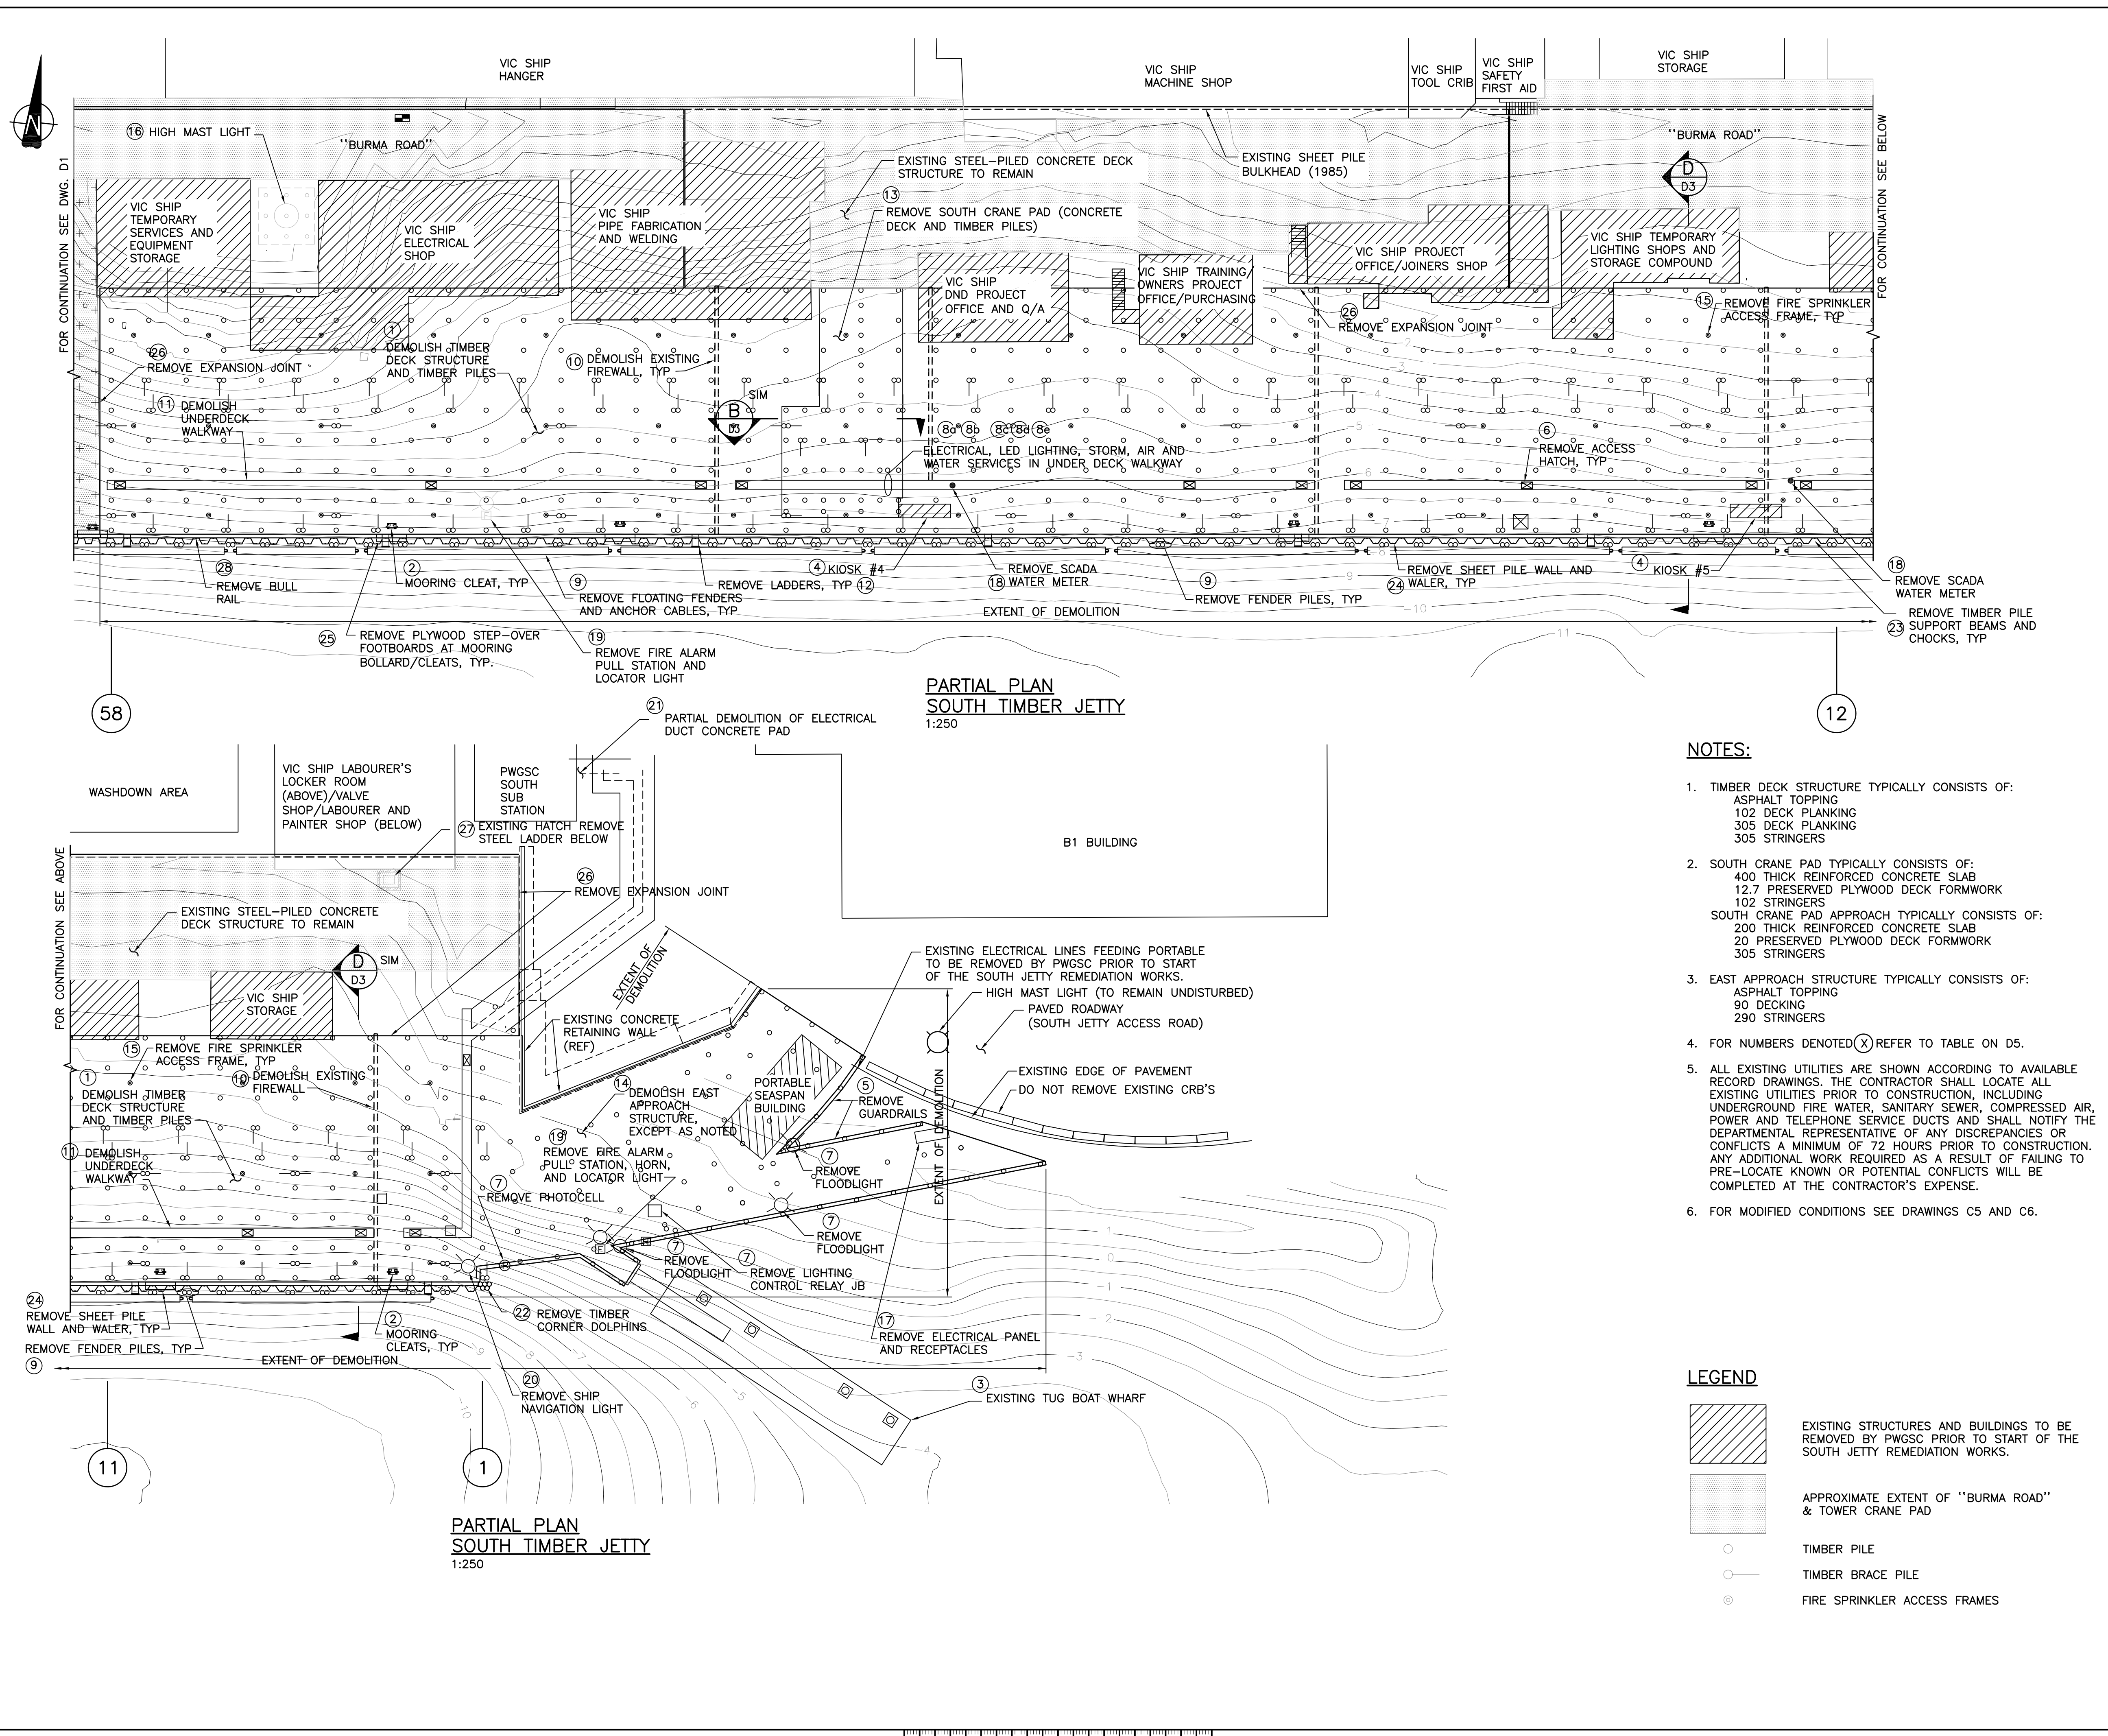 VIC SHIP
HANGER
VIC SHIP
MACHINE SHOP
VIC SHIP
TOOL CRIB
VIC SHIP
SAFETY
FIRST AID
VIC SHIP
STORAGE
N
16 HIGH MAST LIGHT
"BURMA ROAD"
EXISTING STEEL-PILED CONCRETE DECK
STRUCTURE TO REMAIN
EXISTING SHEET PILE
BULKHEAD (1985)
"BURMA ROAD"
D
D3
FOR CONTINUATION SEE DWG. D1
FOR CONTINUATION SEE BELOW
13
REMOVE SOUTH CRANE PAD (CONCRETE
DECK AND TIMBER PILES)
VIC SHIP
TEMPORARY
SERVICES AND
EQUIPMENT
STORAGE
VIC SHIP
ELECTRICAL
SHOP
VIC SHIP
PIPE FABRICATION
AND WELDING
VIC SHIP
DND PROJECT
OFFICE AND Q/A
VIC SHIP TRAINING/
OWNERS PROJECT
OFFICE/PURCHASING
VIC SHIP PROJECT
OFFICE/JOINERS SHOP
VIC SHIP TEMPORARY
LIGHTING SHOPS AND
STORAGE COMPOUND
26
REMOVE EXPANSION JOINT
15 REMOVE FIRE SPRINKLER
ACCESS FRAME, TYP
1
DEMOLISH TIMBER
DECK STRUCTURE
AND TIMBER PILES
10 DEMOLISH EXISTING
FIREWALL, TYP
26
REMOVE EXPANSION JOINT
11 DEMOLISH
UNDERDECK
WALKWAY
SIM
B
D3
8a 8b 8c 8d 8e
ELECTRICAL, LED LIGHTING, STORM, AIR AND
WATER SERVICES IN UNDER DECK WALKWAY
6
REMOVE ACCESS
HATCH, TYP
-2
-3
-4
-5
-6
-7
-8
-9
-10
-11
28
REMOVE BULL
RAIL
2
MOORING CLEAT, TYP
9
REMOVE FLOATING FENDERS
AND ANCHOR CABLES, TYP
REMOVE LADDERS, TYP 12
4 KIOSK #4
18
REMOVE SCADA
WATER METER
9
REMOVE FENDER PILES, TYP
24
REMOVE SHEET PILE WALL AND
WALER, TYP
4 KIOSK #5
18
REMOVE SCADA
WATER METER
EXTENT OF DEMOLITION
23
REMOVE TIMBER PILE
SUPPORT BEAMS AND
CHOCKS, TYP
25
REMOVE PLYWOOD STEP-OVER
FOOTBOARDS AT MOORING
BOLLARD/CLEATS, TYP.
19
REMOVE FIRE ALARM
PULL STATION AND
LOCATOR LIGHT
58
12
PARTIAL PLAN
SOUTH TIMBER JETTY
1:250
21
PARTIAL DEMOLITION OF ELECTRICAL
DUCT CONCRETE PAD
WASHDOWN AREA
VIC SHIP LABOURER'S
LOCKER ROOM
(ABOVE)/VALVE
SHOP/LABOURER AND
PAINTER SHOP (BELOW)
PWGSC
SOUTH
SUB
STATION
27 EXISTING HATCH REMOVE
STEEL LADDER BELOW
B1 BUILDING
FOR CONTINUATION SEE ABOVE
26
REMOVE EXPANSION JOINT
EXISTING STEEL-PILED CONCRETE
DECK STRUCTURE TO REMAIN
D
D3
SIM
EXTENT OF
DEMOLITION
EXISTING ELECTRICAL LINES FEEDING PORTABLE
TO BE REMOVED BY PWGSC PRIOR TO START
OF THE SOUTH JETTY REMEDIATION WORKS.
HIGH MAST LIGHT (TO REMAIN UNDISTURBED)
PAVED ROADWAY
(SOUTH JETTY ACCESS ROAD)
VIC SHIP
STORAGE
EXISTING CONCRETE
RETAINING WALL
(REF)
15 REMOVE FIRE SPRINKLER
ACCESS FRAME, TYP
10 DEMOLISH EXISTING
FIREWALL
1
DEMOLISH TIMBER
DECK STRUCTURE
AND TIMBER PILES
14
DEMOLISH EAST
APPROACH
STRUCTURE,
EXCEPT AS NOTED
PORTABLE
SEASPAN
BUILDING
5
REMOVE
GUARDRAILS
EXISTING EDGE OF PAVEMENT
DO NOT REMOVE EXISTING CRB'S
EXTENT OF DEMOLITION
11 DEMOLISH
UNDERDECK
WALKWAY
19
REMOVE FIRE ALARM
PULL STATION, HORN,
AND LOCATOR LIGHT
7
REMOVE PHOTOCELL
7
REMOVE
FLOODLIGHT
7
REMOVE
FLOODLIGHT
7
REMOVE
FLOODLIGHT
7
REMOVE LIGHTING
CONTROL RELAY JB
24
REMOVE SHEET PILE
WALL AND WALER, TYP
REMOVE FENDER PILES, TYP
9
2
MOORING
CLEATS, TYP
22 REMOVE TIMBER
CORNER DOLPHINS
17
REMOVE ELECTRICAL PANEL
AND RECEPTACLES
EXTENT OF DEMOLITION
20
REMOVE SHIP
NAVIGATION LIGHT
3
EXISTING TUG BOAT WHARF
1
0
-1
-2
-3
-4
-5
-6
-7
-8
-9
-10
11
1
PARTIAL PLAN
SOUTH TIMBER JETTY
1:250
NOTES:
1. TIMBER DECK STRUCTURE TYPICALLY CONSISTS OF:
ASPHALT TOPPING
102 DECK PLANKING
305 DECK PLANKING
305 STRINGERS
2. SOUTH CRANE PAD TYPICALLY CONSISTS OF:
400 THICK REINFORCED CONCRETE SLAB
12.7 PRESERVED PLYWOOD DECK FORMWORK
102 STRINGERS
SOUTH CRANE PAD APPROACH TYPICALLY CONSISTS OF:
200 THICK REINFORCED CONCRETE SLAB
20 PRESERVED PLYWOOD DECK FORMWORK
305 STRINGERS
3. EAST APPROACH STRUCTURE TYPICALLY CONSISTS OF:
ASPHALT TOPPING
90 DECKING
290 STRINGERS
4. FOR NUMBERS DENOTED X REFER TO TABLE ON D5.
5. ALL EXISTING UTILITIES ARE SHOWN ACCORDING TO AVAILABLE
RECORD DRAWINGS. THE CONTRACTOR SHALL LOCATE ALL
EXISTING UTILITIES PRIOR TO CONSTRUCTION, INCLUDING
UNDERGROUND FIRE WATER, SANITARY SEWER, COMPRESSED AIR,
POWER AND TELEPHONE SERVICE DUCTS AND SHALL NOTIFY THE
DEPARTMENTAL REPRESENTATIVE OF ANY DISCREPANCIES OR
CONFLICTS A MINIMUM OF 72 HOURS PRIOR TO CONSTRUCTION.
ANY ADDITIONAL WORK REQUIRED AS A RESULT OF FAILING TO
PRE-LOCATE KNOWN OR POTENTIAL CONFLICTS WILL BE
COMPLETED AT THE CONTRACTOR'S EXPENSE.
6. FOR MODIFIED CONDITIONS SEE DRAWINGS C5 AND C6.
LEGEND
EXISTING STRUCTURES AND BUILDINGS TO BE
REMOVED BY PWGSC PRIOR TO START OF THE
SOUTH JETTY REMEDIATION WORKS.
APPROXIMATE EXTENT OF "BURMA ROAD"
& TOWER CRANE PAD
TIMBER PILE
TIMBER BRACE PILE
FIRE SPRINKLER ACCESS FRAMES